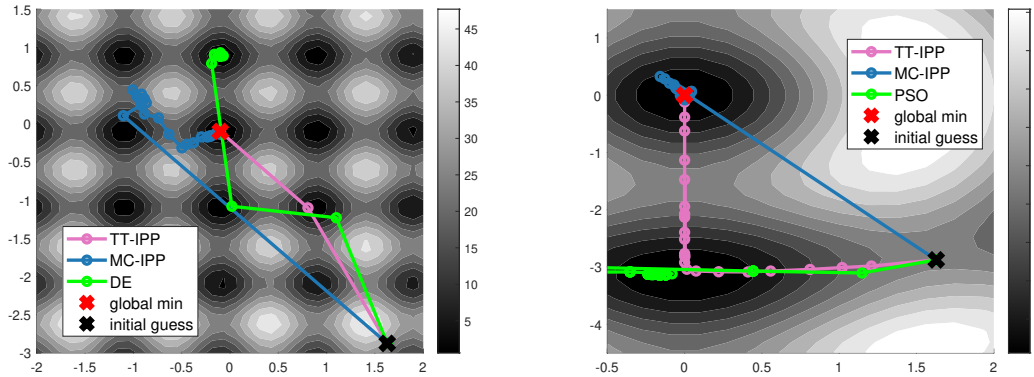 1.5
1
0.5
0
-0.5
-1
-1.5
-2
-2.5
-3
-2 -1.5 -1 -0.5 0 0.5 1 1.5 2
TT-IPP
MC-IPP
DE
global min
initial guess
45
40
35
30
25
20
15
10
5
1
0
-1
-2
-3
-4
-0.5 0 0.5 1 1.5 2
TT-IPP
MC-IPP
PSO
global min
initial guess